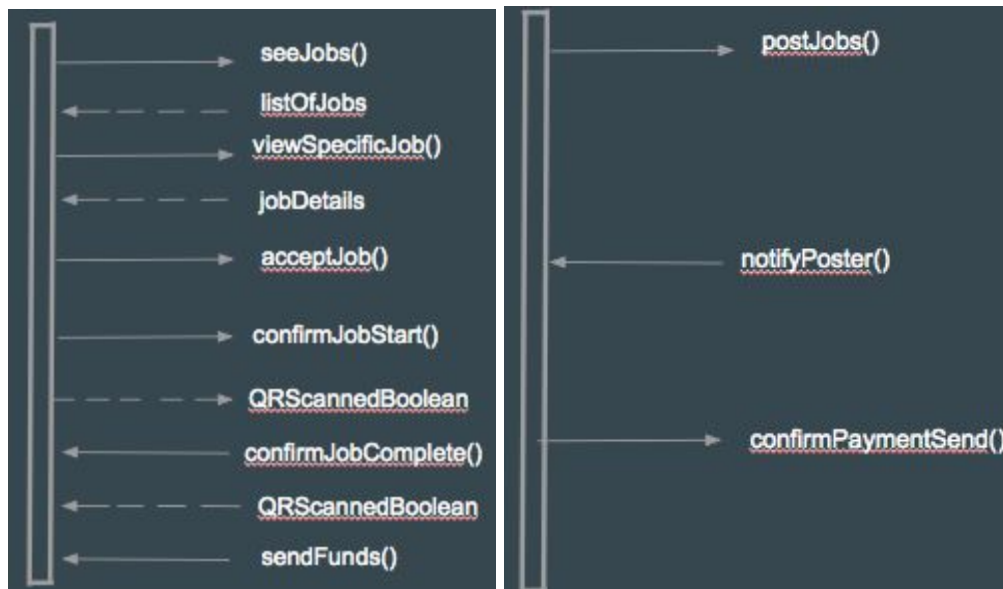 seeJobs()
listOfJobs
viewSpecificJob()
jobDetails
acceptJob()
confirmJobStart()
QRScannedBoolean
confirmJobComplete()
QRScannedBoolean
sendFunds()
postJobs()
notifyPoster()
confirmPaymentSend()